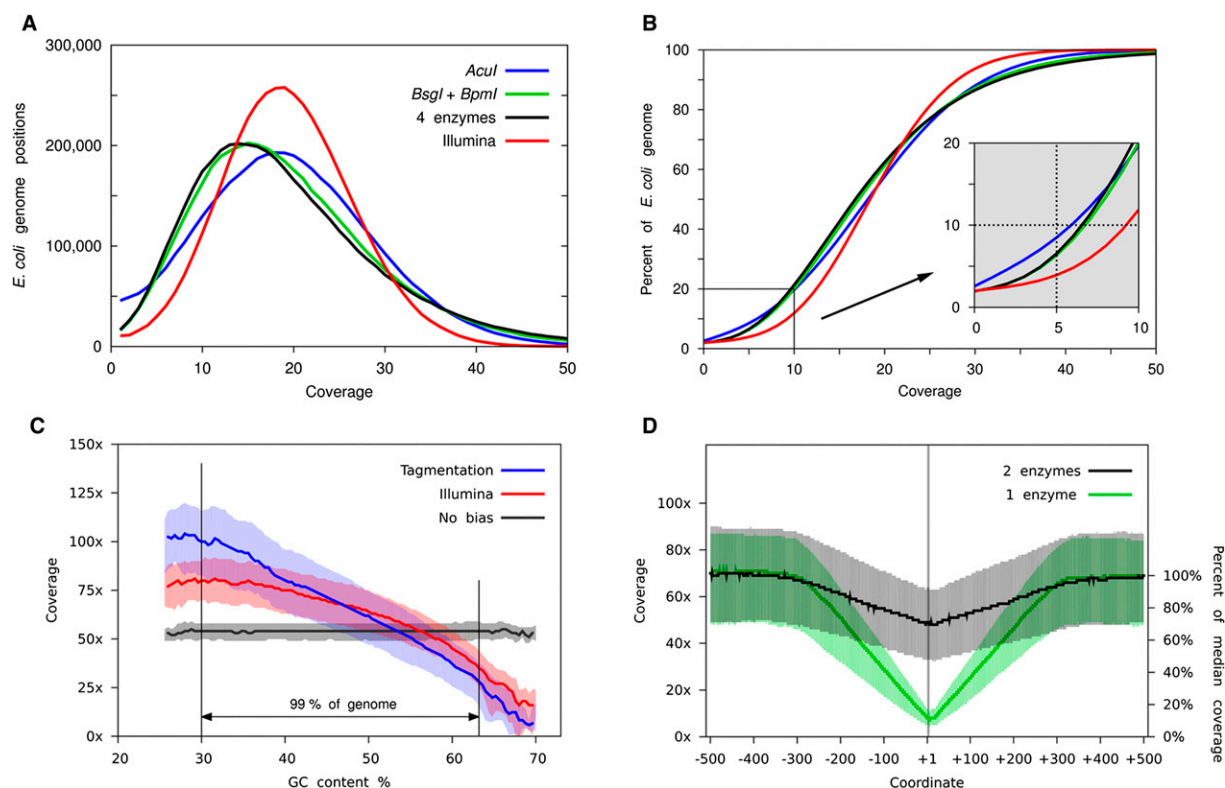 A
E. coli genome positions
300,000
200,000
100,000
0
0 10 20 30 40 50
Coverage
AcuI
BsgI + BpmI
4 enzymes
Illumina
B
Percent of E. coli genome
100
80
60
40
20
0
0 10 20 30 40 50
Coverage
20
10
0
0 5 10
C
Coverage
150x
125x
100x
75x
50x
25x
0x
20 30 40 50 60 70
GC content %
Tagmentation
Illumina
No bias
99 % of genome
D
Coverage
100x
80x
60x
40x
20x
0x
-500 -400 -300 -200 -100 +1 +100 +200 +300 +400 +500
Coordinate
2 enzymes
1 enzyme
100%
80%
60%
40%
20%
0%
Percent of median coverage